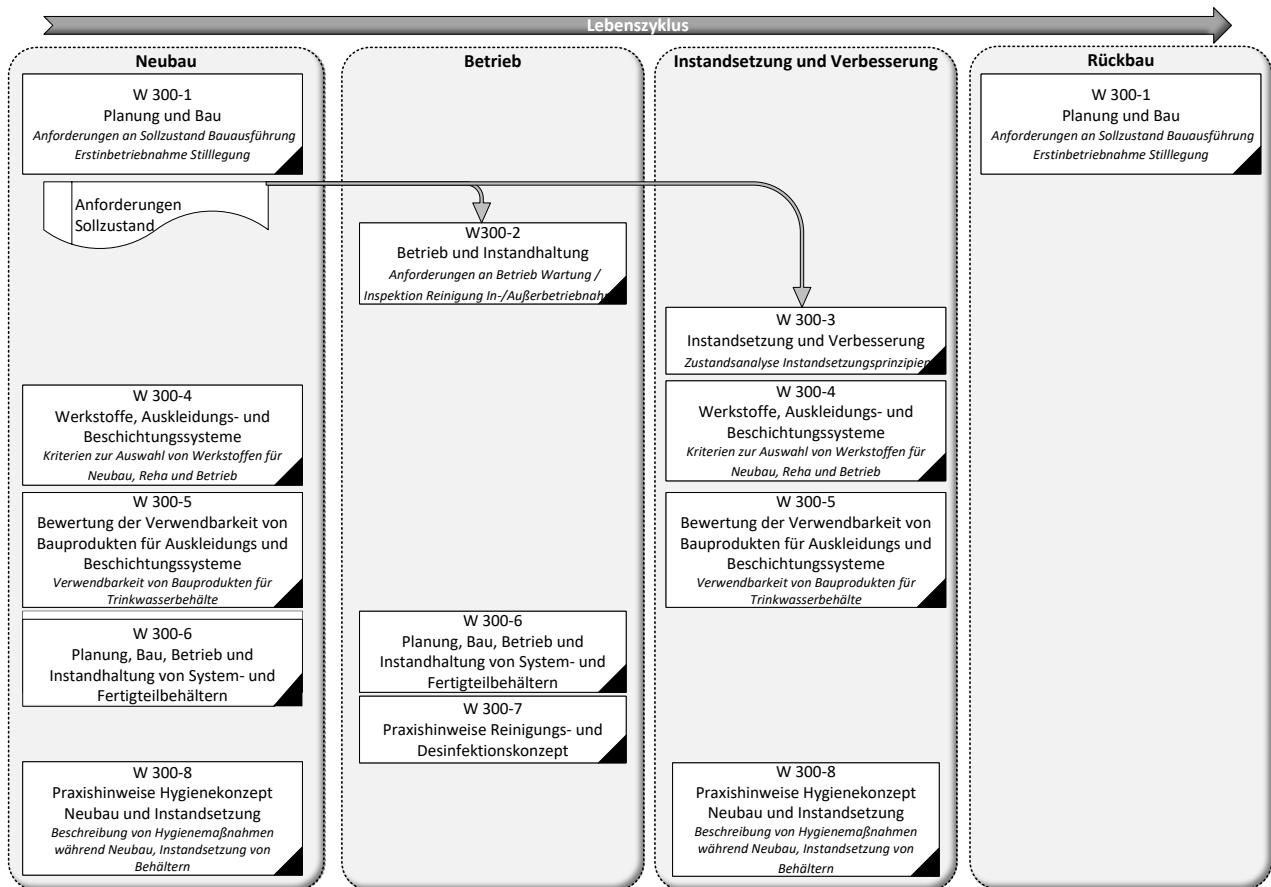 Lebenszyklus
Neubau
W 300-1
Planung und Bau
Anforderungen an Sollzustand Bauausführung
Erstinbetriebnahme Stilllegung
Anforderungen
Sollzustand
W 300-4
Werkstoffe, Auskleidungs- und
Beschichtungssysteme
Kriterien zur Auswahl von Werkstoffen für
Neubau, Reha und Betrieb
W 300-5
Bewertung der Verwendbarkeit von
Bauprodukten für Auskleidungs und
Beschichtungssysteme
Verwendbarkeit von Bauprodukten für
Trinkwasserbehälte
W 300-6
Planung, Bau, Betrieb und
Instandhaltung von System- und
Fertigteilbehältern
W 300-8
Praxishinweise Hygienekonzept
Neubau und Instandsetzung
Beschreibung von Hygienemaßnahmen
während Neubau, Instandsetzung von
Behältern
Betrieb
W300-2
Betrieb und Instandhaltung
Anforderungen an Betrieb Wartung /
Inspektion Reinigung In-/Außerbetriebnahm
W 300-6
Planung, Bau, Betrieb und
Instandhaltung von System- und
Fertigteilbehältern
W 300-7
Praxishinweise Reinigungs- und
Desinfektionskonzept
Instandsetzung und Verbesserung
W 300-3
Instandsetzung und Verbesserung
Zustandsanalyse Instandsetzungsprinzipien
W 300-4
Werkstoffe, Auskleidungs- und
Beschichtungssysteme
Kriterien zur Auswahl von Werkstoffen für
Neubau, Reha und Betrieb
W 300-5
Bewertung der Verwendbarkeit von
Bauprodukten für Auskleidungs und
Beschichtungssysteme
Verwendbarkeit von Bauprodukten für
Trinkwasserbehälte
W 300-8
Praxishinweise Hygienekonzept
Neubau und Instandsetzung
Beschreibung von Hygienemaßnahmen
während Neubau, Instandsetzung von
Behältern
Rückbau
W 300-1
Planung und Bau
Anforderungen an Sollzustand Bauausführung
Erstinbetriebnahme Stilllegung